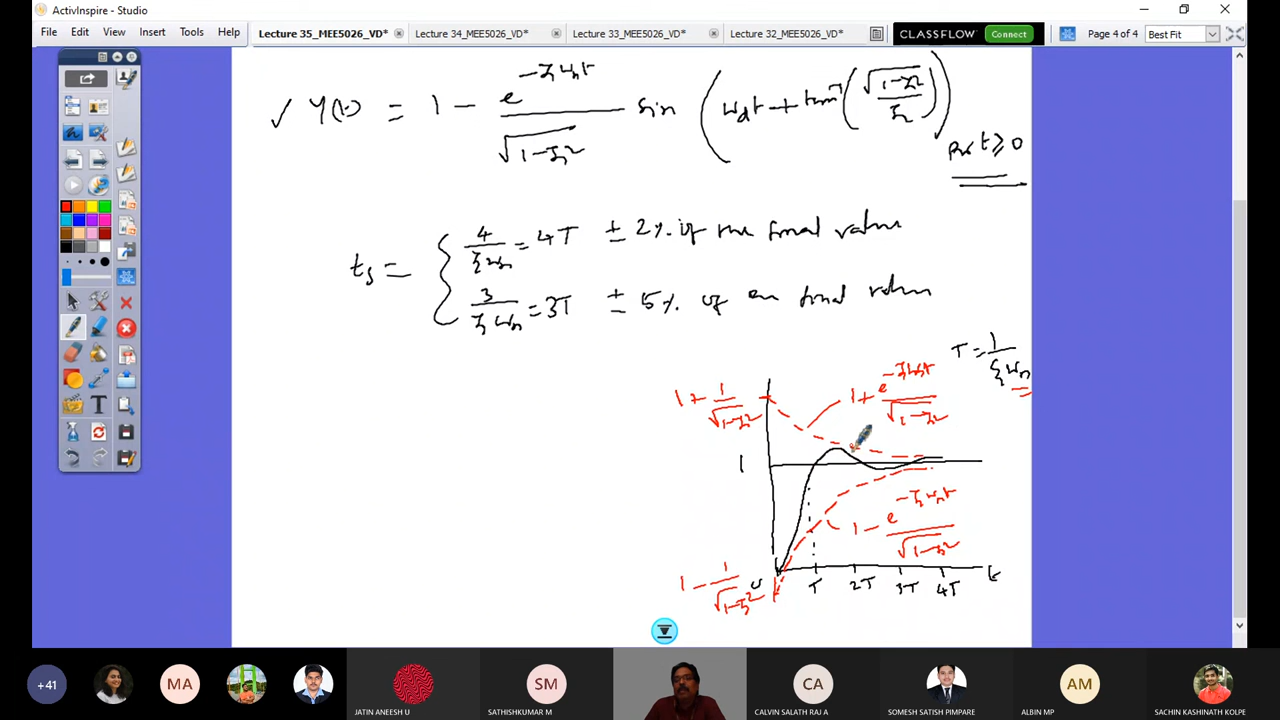 ActivInspire - Studio
File Edit View Insert Tools Help
Lecture 35_MEE5026_VD* Lecture 34_MEE5026_VD* Lecture 33_MEE5026_VD* Lecture 32_MEE5026_VD*
CLASSFLOW Connect
Page 4 of 4 Best Fit
✓ y(t) = 1 - e^{-ζωnt} / √(1-ζ²) sin (ωdt + tan⁻¹ (√(1-ζ²) / ζ))
for t ≥ 0
ts = { 4/ζωn = 4T ± 2% of the final value
3/ζωn = 3T ± 5% of the final value
T = 1/ζωn
1 + 1/√(1-ζ²)
1 + e^{-ζωnt}/√(1-ζ²)
1
1 - e^{-ζωnt}/√(1-ζ²)
1 - 1/√(1-ζ²)
0 T 2T 3T 4T t
+41 MA JATIN ANEESH U SM SATHISHKUMAR M CA CALVIN SALATH RAJ A SOMESH SATISH PIMPARE AM ALBIN MP SACHIN KASHINATH KOLPE